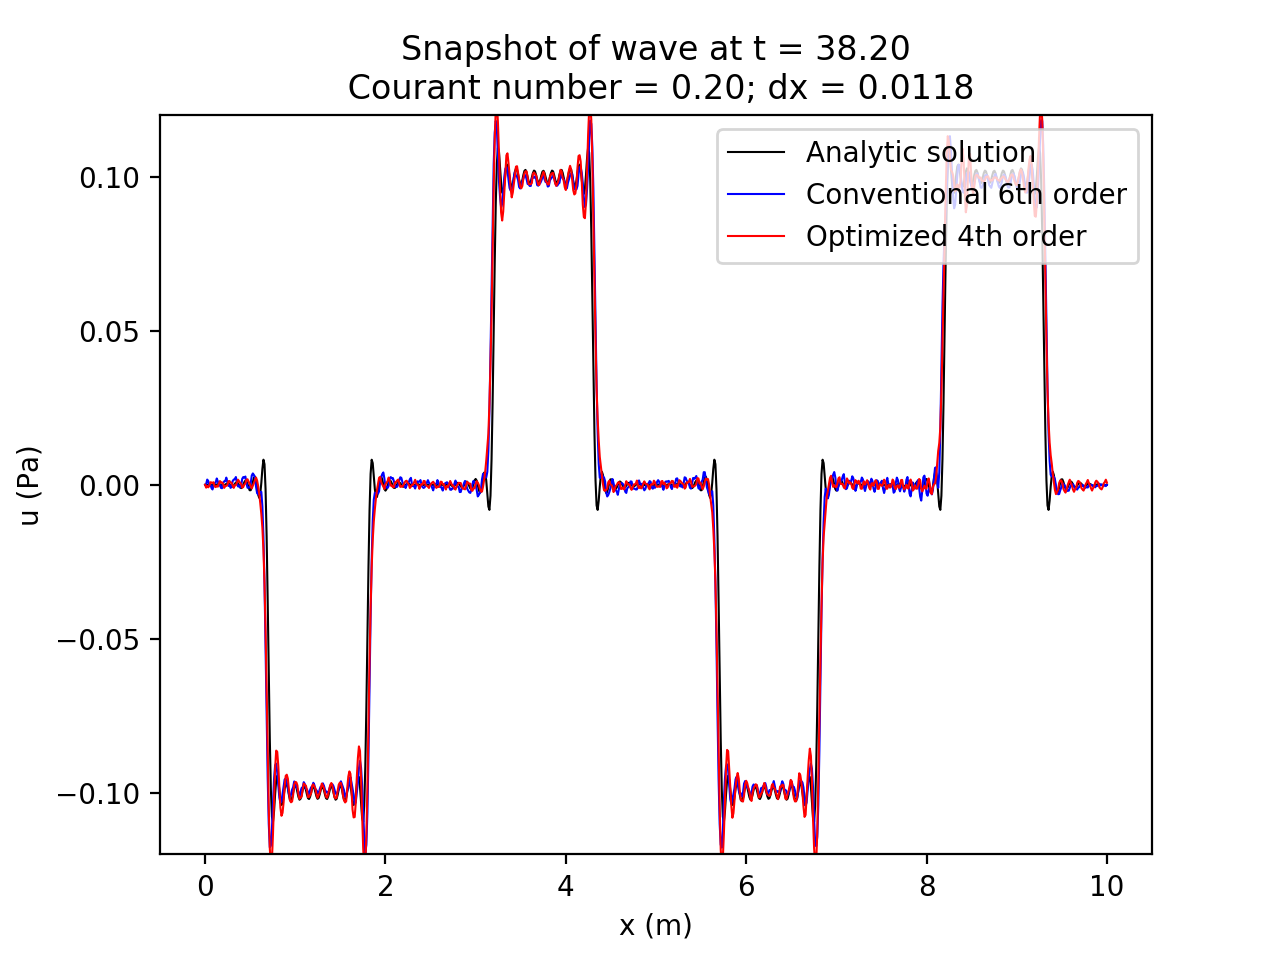 Snapshot of wave at t = 38.20
Courant number = 0.20; dx = 0.0118
Analytic solution
Conventional 6th order
Optimized 4th order
u (Pa)
0.10
0.05
0.00
−0.05
−0.10
0 2 4 6 8 10
x (m)